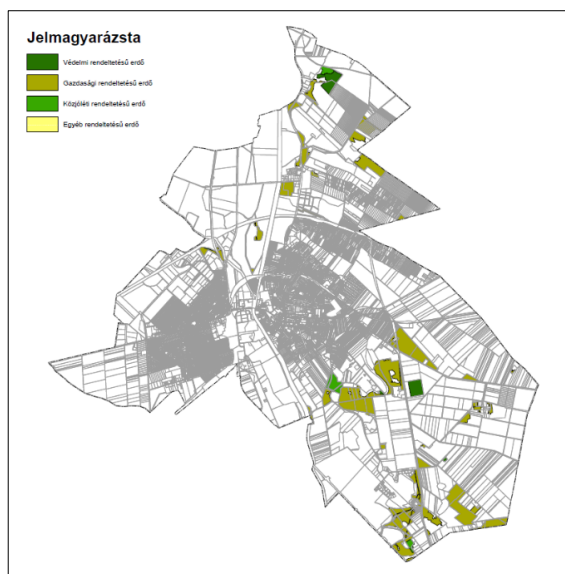 Jelmagyarázsta
Védelmi rendeltetésű erdő
Gazdasági rendeltetésű erdő
Közjóléti rendeltetésű erdő
Egyéb rendeltetésű erdő